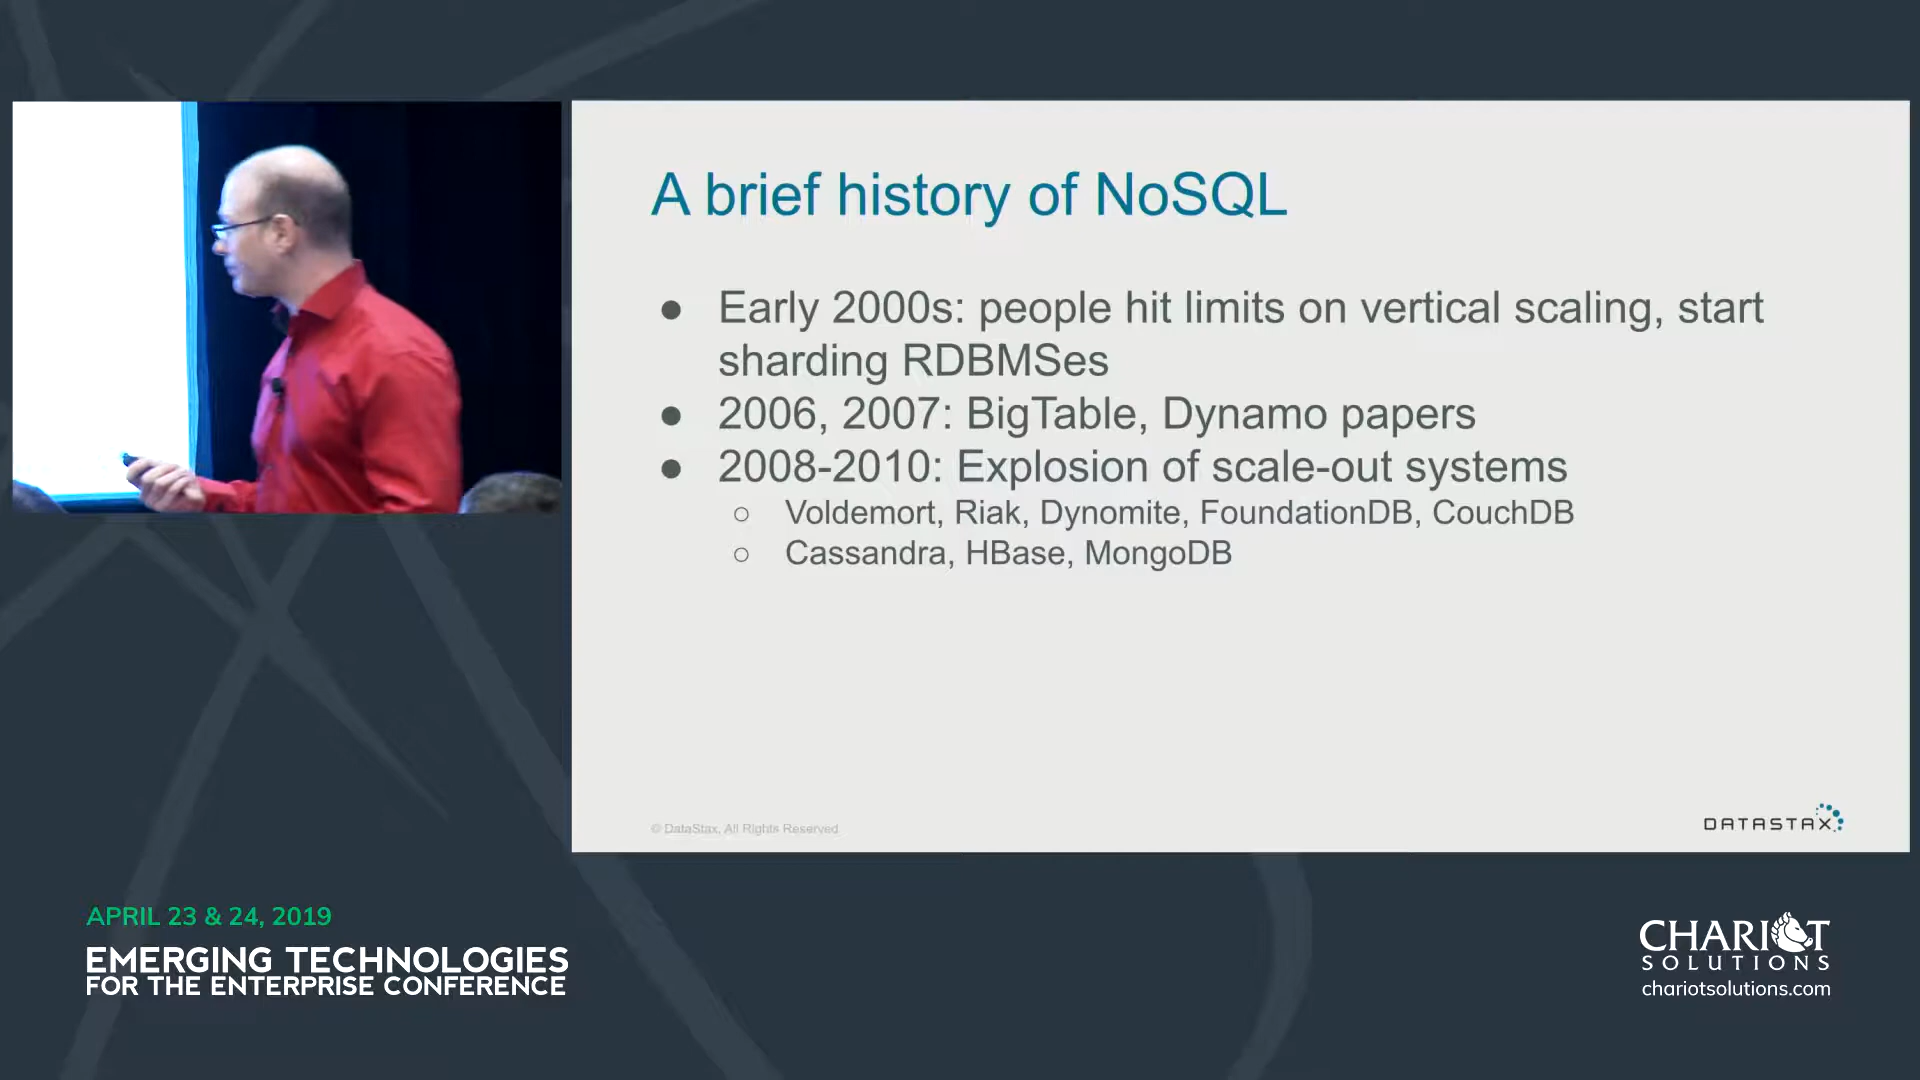 A brief history of NoSQL
● Early 2000s: people hit limits on vertical scaling, start
sharding RDBMSes
● 2006, 2007: BigTable, Dynamo papers
● 2008-2010: Explosion of scale-out systems
○ Voldemort, Riak, Dynomite, FoundationDB, CouchDB
○ Cassandra, HBase, MongoDB
© DataStax, All Rights Reserved.
DATASTAX
APRIL 23 & 24, 2019
EMERGING TECHNOLOGIES
FOR THE ENTERPRISE CONFERENCE
CHARIOT
SOLUTIONS
chariotsolutions.com